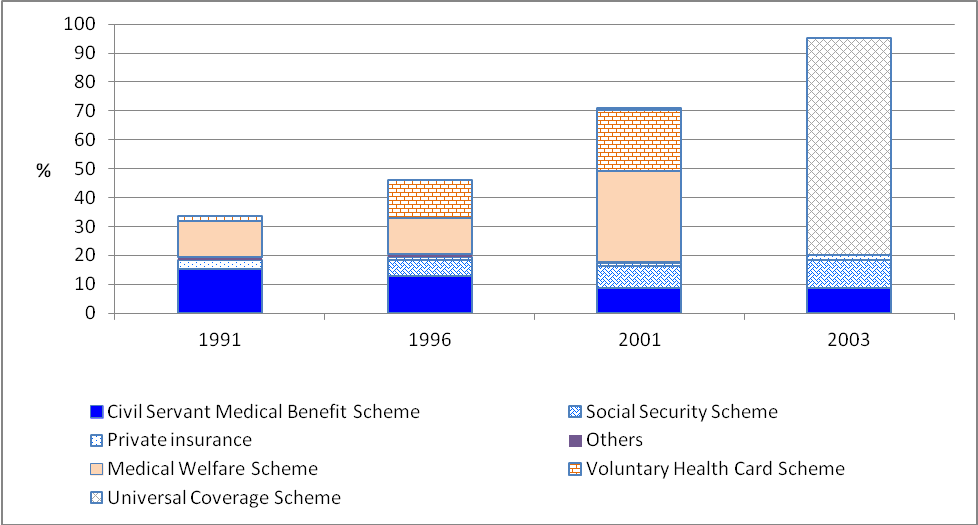 100
90
80
70
60
50
40
30
20
10
0
%
1991 1996 2001 2003
Civil Servant Medical Benefit Scheme Social Security Scheme
Private insurance Others
Medical Welfare Scheme Voluntary Health Card Scheme
Universal Coverage Scheme